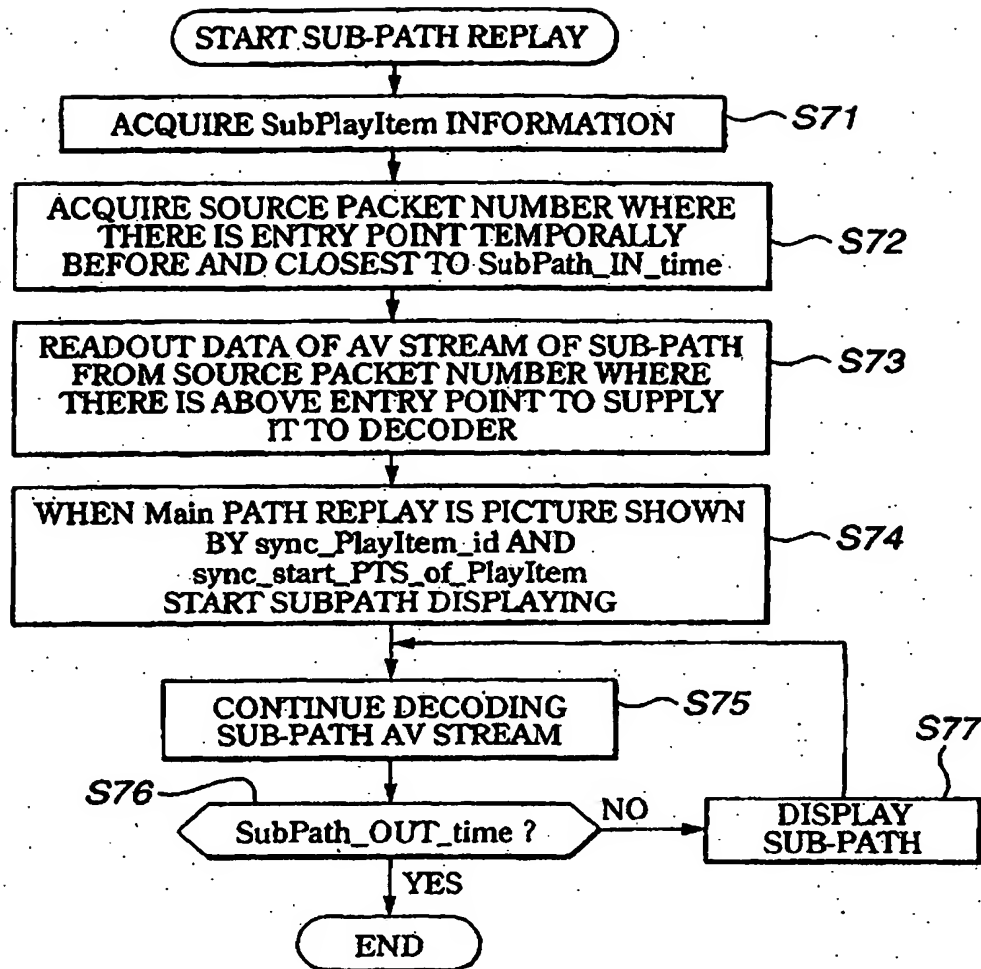 START SUB-PATH REPLAY
ACQUIRE SubPlayItem INFORMATION
S71
ACQUIRE SOURCE PACKET NUMBER WHERE
THERE IS ENTRY POINT TEMPORALLY
BEFORE AND CLOSEST TO SubPath_IN_time
S72
READOUT DATA OF AV STREAM OF SUB-PATH
FROM SOURCE PACKET NUMBER WHERE
THERE IS ABOVE ENTRY POINT TO SUPPLY
IT TO DECODER
S73
WHEN Main PATH REPLAY IS PICTURE SHOWN
BY sync_PlayItem_id AND
sync_start_PTS_of_PlayItem
START SUBPATH DISPLAYING
S74
CONTINUE DECODING
SUB-PATH AV STREAM
S75
S76
SubPath_OUT_time ?
NO
S77
DISPLAY
SUB-PATH
YES
END